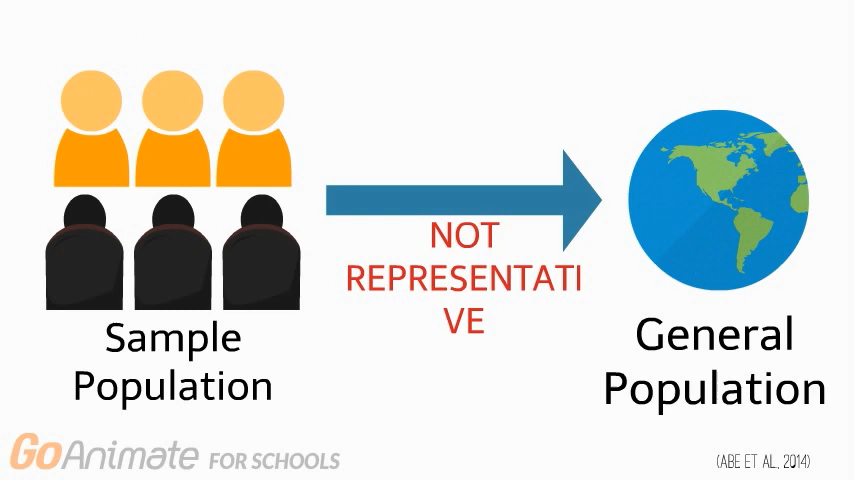 NOT
REPRESENTATI
VE
Sample
Population
General
Population
GoAnimate FOR SCHOOLS
(ABE ET AL., 2014)